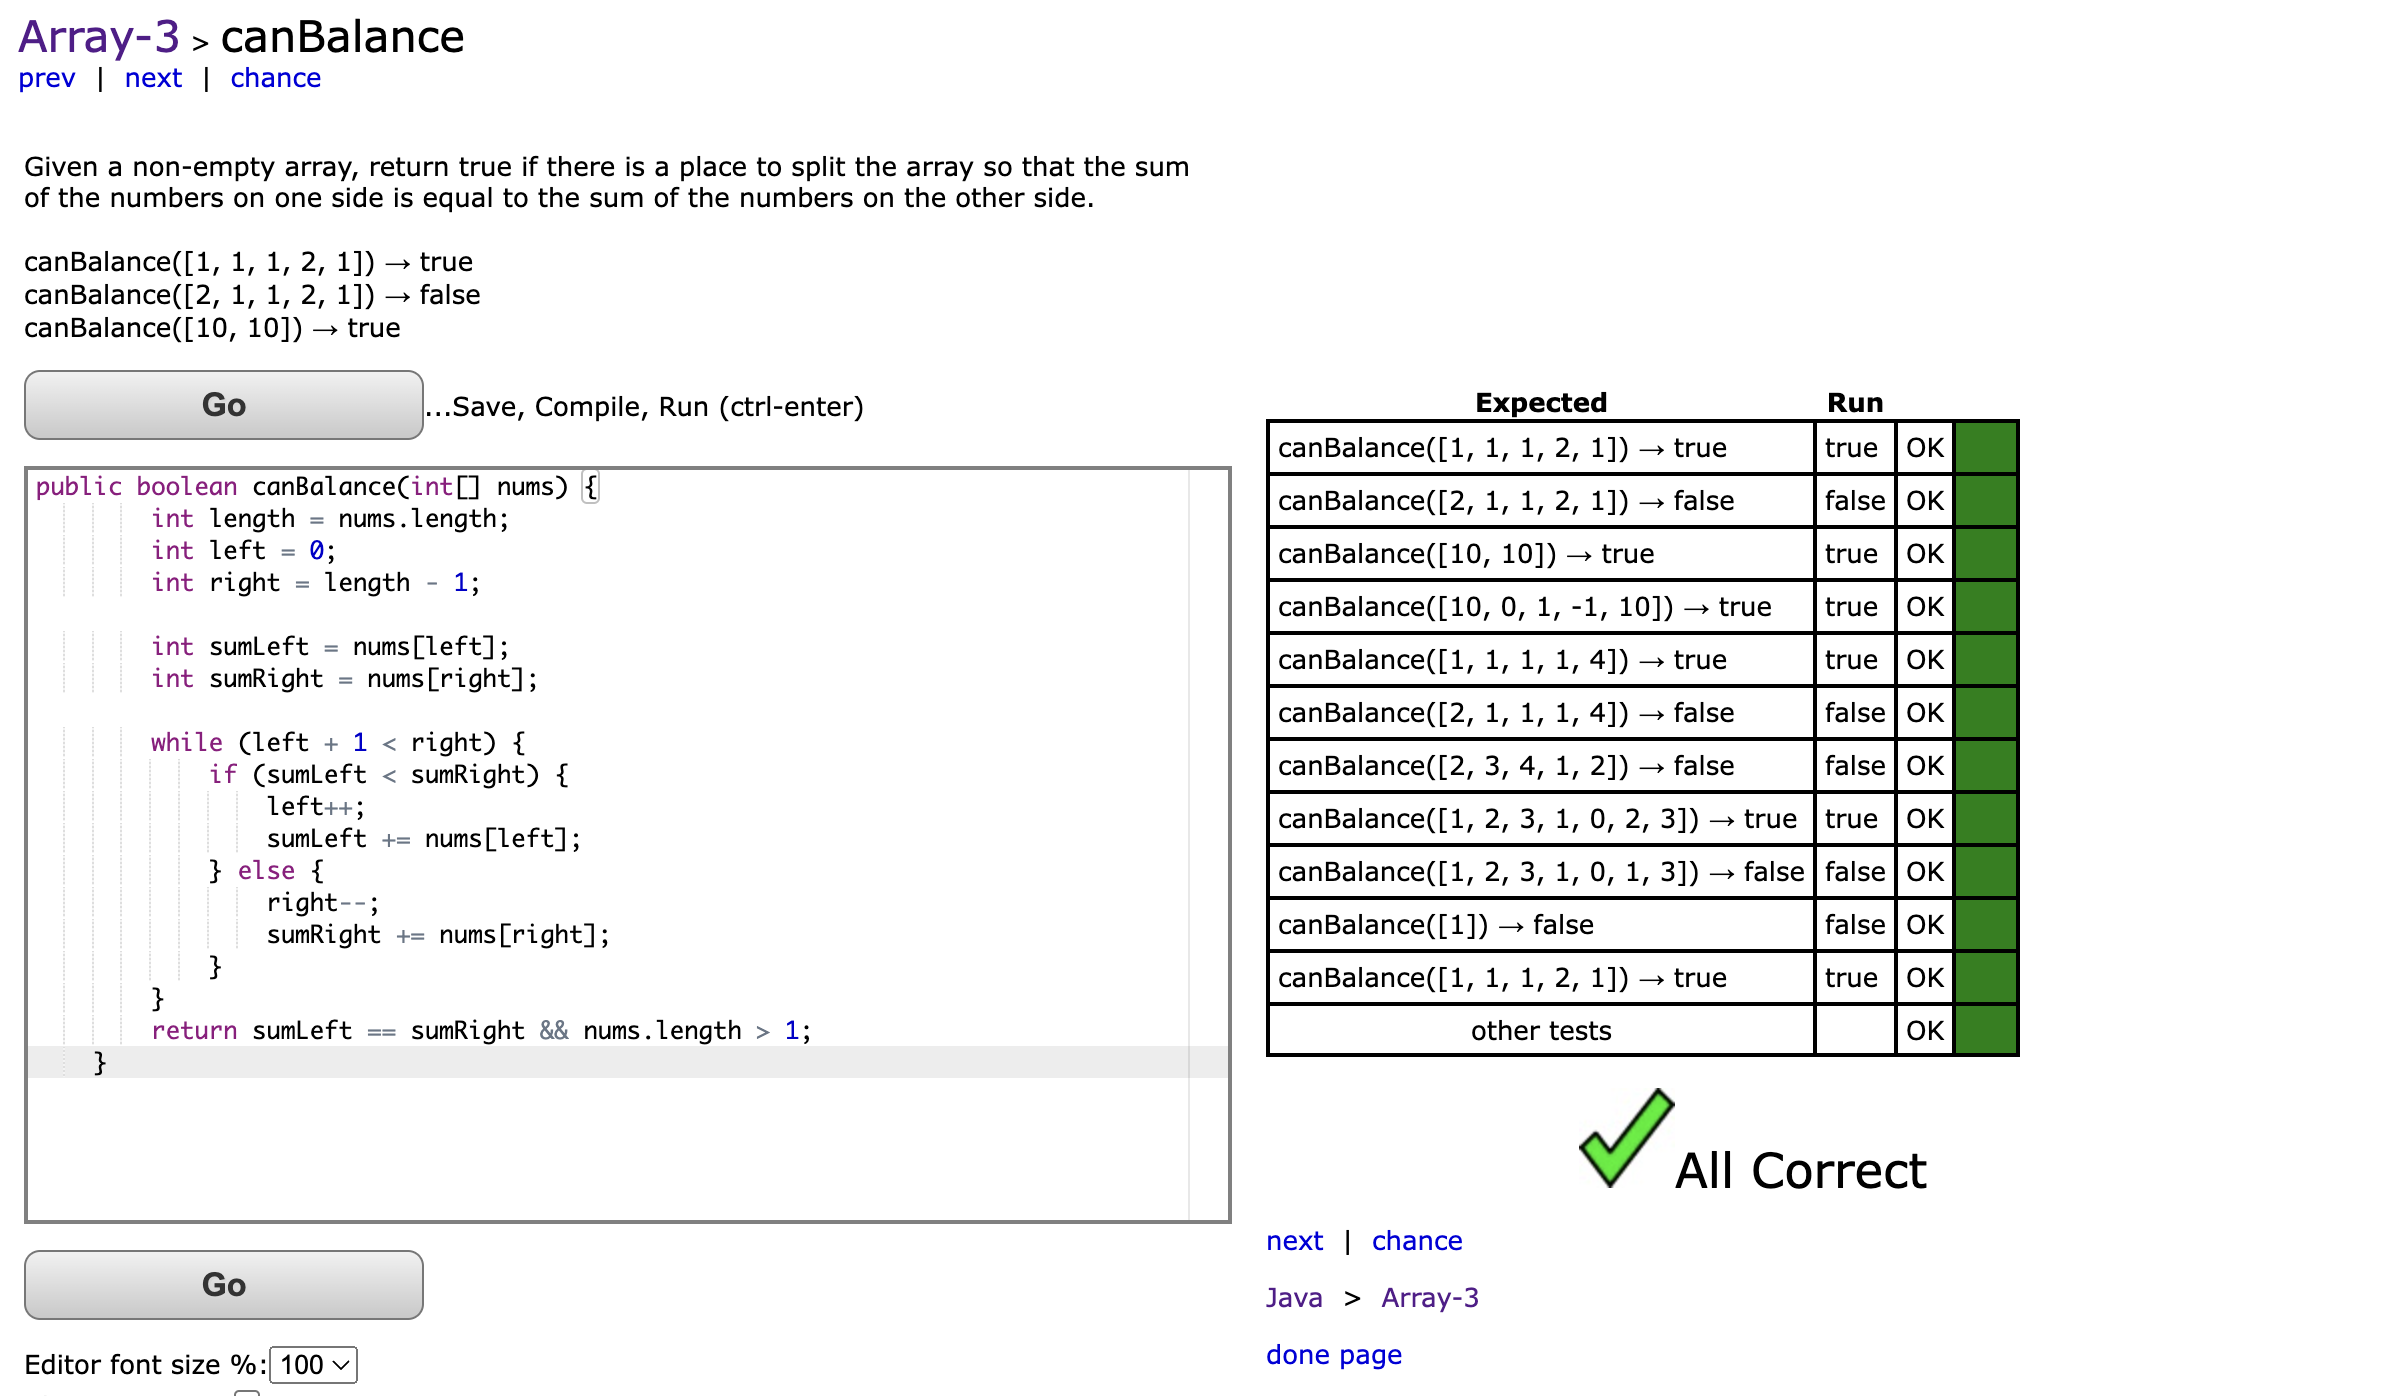 Array-3 > canBalance
prev | next | chance
Given a non-empty array, return true if there is a place to split the array so that the sum
of the numbers on one side is equal to the sum of the numbers on the other side.
canBalance([1, 1, 1, 2, 1]) → true
canBalance([2, 1, 1, 2, 1]) → false
canBalance([10, 10]) → true
Go ...Save, Compile, Run (ctrl-enter)
public boolean canBalance(int[] nums) {
        int length = nums.length;
        int left = 0;
        int right = length - 1;

        int sumLeft = nums[left];
        int sumRight = nums[right];

        while (left + 1 < right) {
            if (sumLeft < sumRight) {
                left++;
                sumLeft += nums[left];
            } else {
                right--;
                sumRight += nums[right];
            }
        }
        return sumLeft == sumRight && nums.length > 1;
    }
Go
Editor font size %: 100
Expected Run
canBalance([1, 1, 1, 2, 1]) → true true OK
canBalance([2, 1, 1, 2, 1]) → false false OK
canBalance([10, 10]) → true true OK
canBalance([10, 0, 1, -1, 10]) → true true OK
canBalance([1, 1, 1, 1, 4]) → true true OK
canBalance([2, 1, 1, 1, 4]) → false false OK
canBalance([2, 3, 4, 1, 2]) → false false OK
canBalance([1, 2, 3, 1, 0, 2, 3]) → true true OK
canBalance([1, 2, 3, 1, 0, 1, 3]) → false false OK
canBalance([1]) → false false OK
canBalance([1, 1, 1, 2, 1]) → true true OK
other tests OK
All Correct
next | chance
Java > Array-3
done page